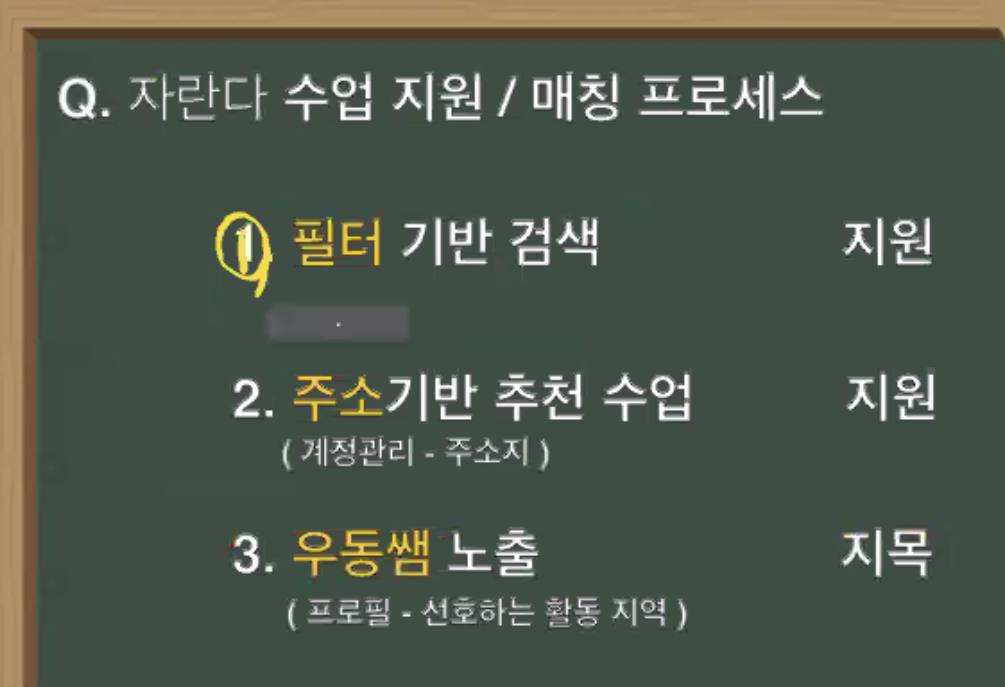 Q. 자란다 수업 지원 / 매칭 프로세스
1. 필터 기반 검색 지원
2. 주소기반 추천 수업 지원
( 계정관리 - 주소지 )
3. 우동쌤 노출 지목
( 프로필 - 선호하는 활동 지역 )